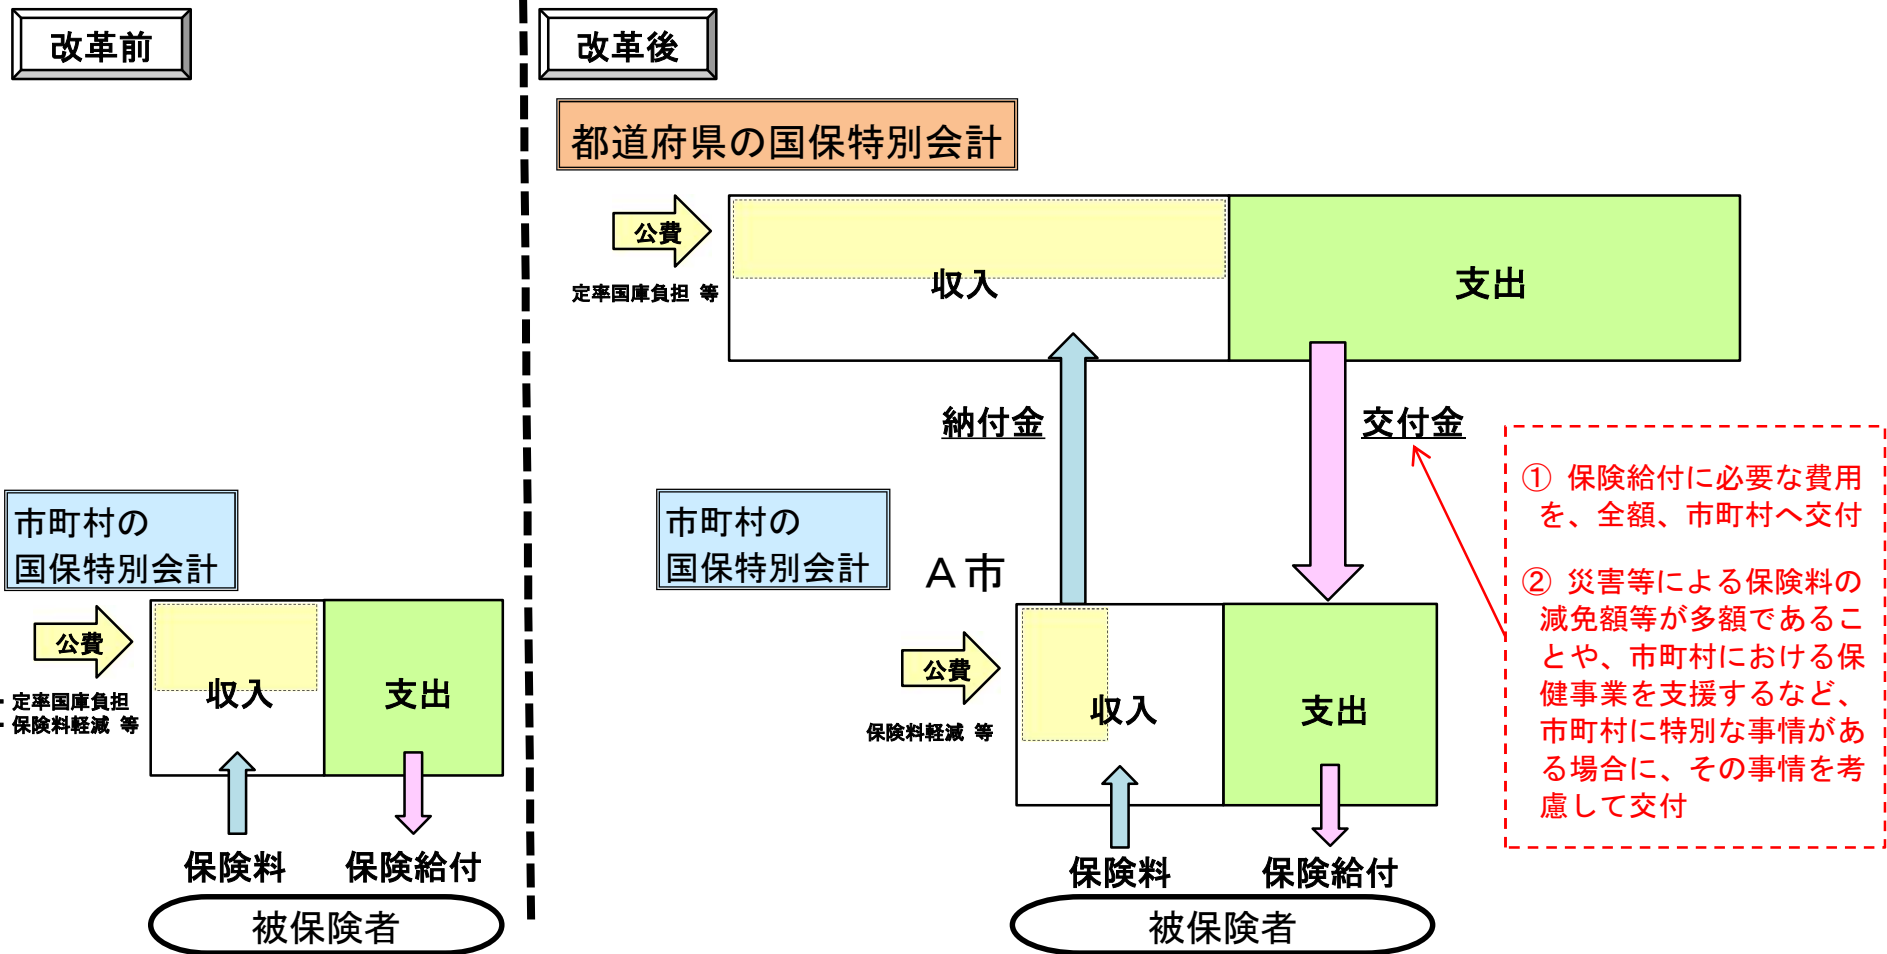 改革前
市町村の
国保特別会計
公費
・定率国庫負担
・保険料軽減 等
収入
支出
保険料
保険給付
被保険者
改革後
都道府県の国保特別会計
公費
定率国庫負担 等
収入
支出
納付金
交付金
市町村の
国保特別会計
A市
公費
保険料軽減 等
収入
支出
保険料
保険給付
被保険者
① 保険給付に必要な費用
を、全額、市町村へ交付
② 災害等による保険料の
減免額等が多額であるこ
とや、市町村における保
健事業を支援するなど、
市町村に特別な事情があ
る場合に、その事情を考
慮して交付